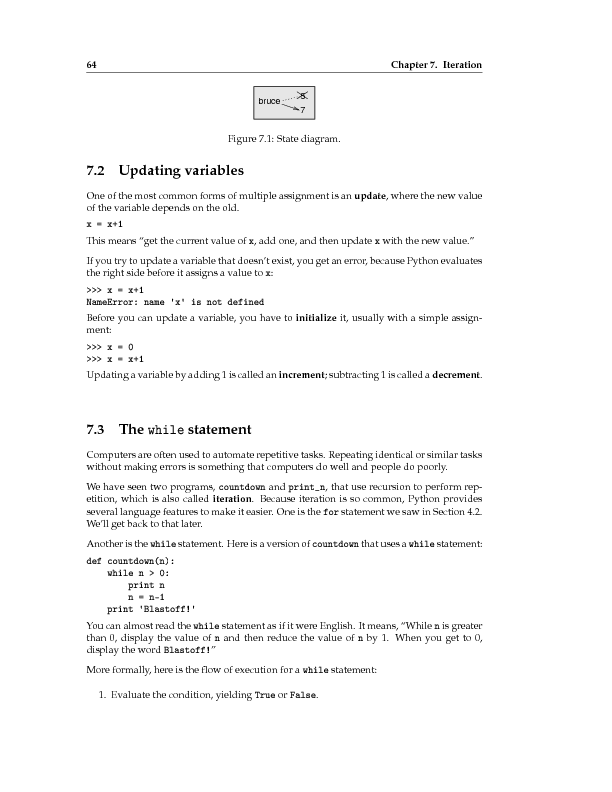 64 Chapter 7. Iteration
bruce 5
7
Figure 7.1: State diagram.
7.2 Updating variables
One of the most common forms of multiple assignment is an update, where the new value
of the variable depends on the old.
x = x+1
This means “get the current value of x, add one, and then update x with the new value.”
If you try to update a variable that doesn’t exist, you get an error, because Python evaluates
the right side before it assigns a value to x:
>>> x = x+1
NameError: name 'x' is not defined
Before you can update a variable, you have to initialize it, usually with a simple assign-
ment:
>>> x = 0
>>> x = x+1
Updating a variable by adding 1 is called an increment; subtracting 1 is called a decrement.
7.3 The while statement
Computers are often used to automate repetitive tasks. Repeating identical or similar tasks
without making errors is something that computers do well and people do poorly.
We have seen two programs, countdown and print_n, that use recursion to perform rep-
etition, which is also called iteration. Because iteration is so common, Python provides
several language features to make it easier. One is the for statement we saw in Section 4.2.
We’ll get back to that later.
Another is the while statement. Here is a version of countdown that uses a while statement:
def countdown(n):
    while n > 0:
        print n
        n = n-1
    print 'Blastoff!'
You can almost read the while statement as if it were English. It means, “While n is greater
than 0, display the value of n and then reduce the value of n by 1. When you get to 0,
display the word Blastoff!”
More formally, here is the flow of execution for a while statement:
1. Evaluate the condition, yielding True or False.